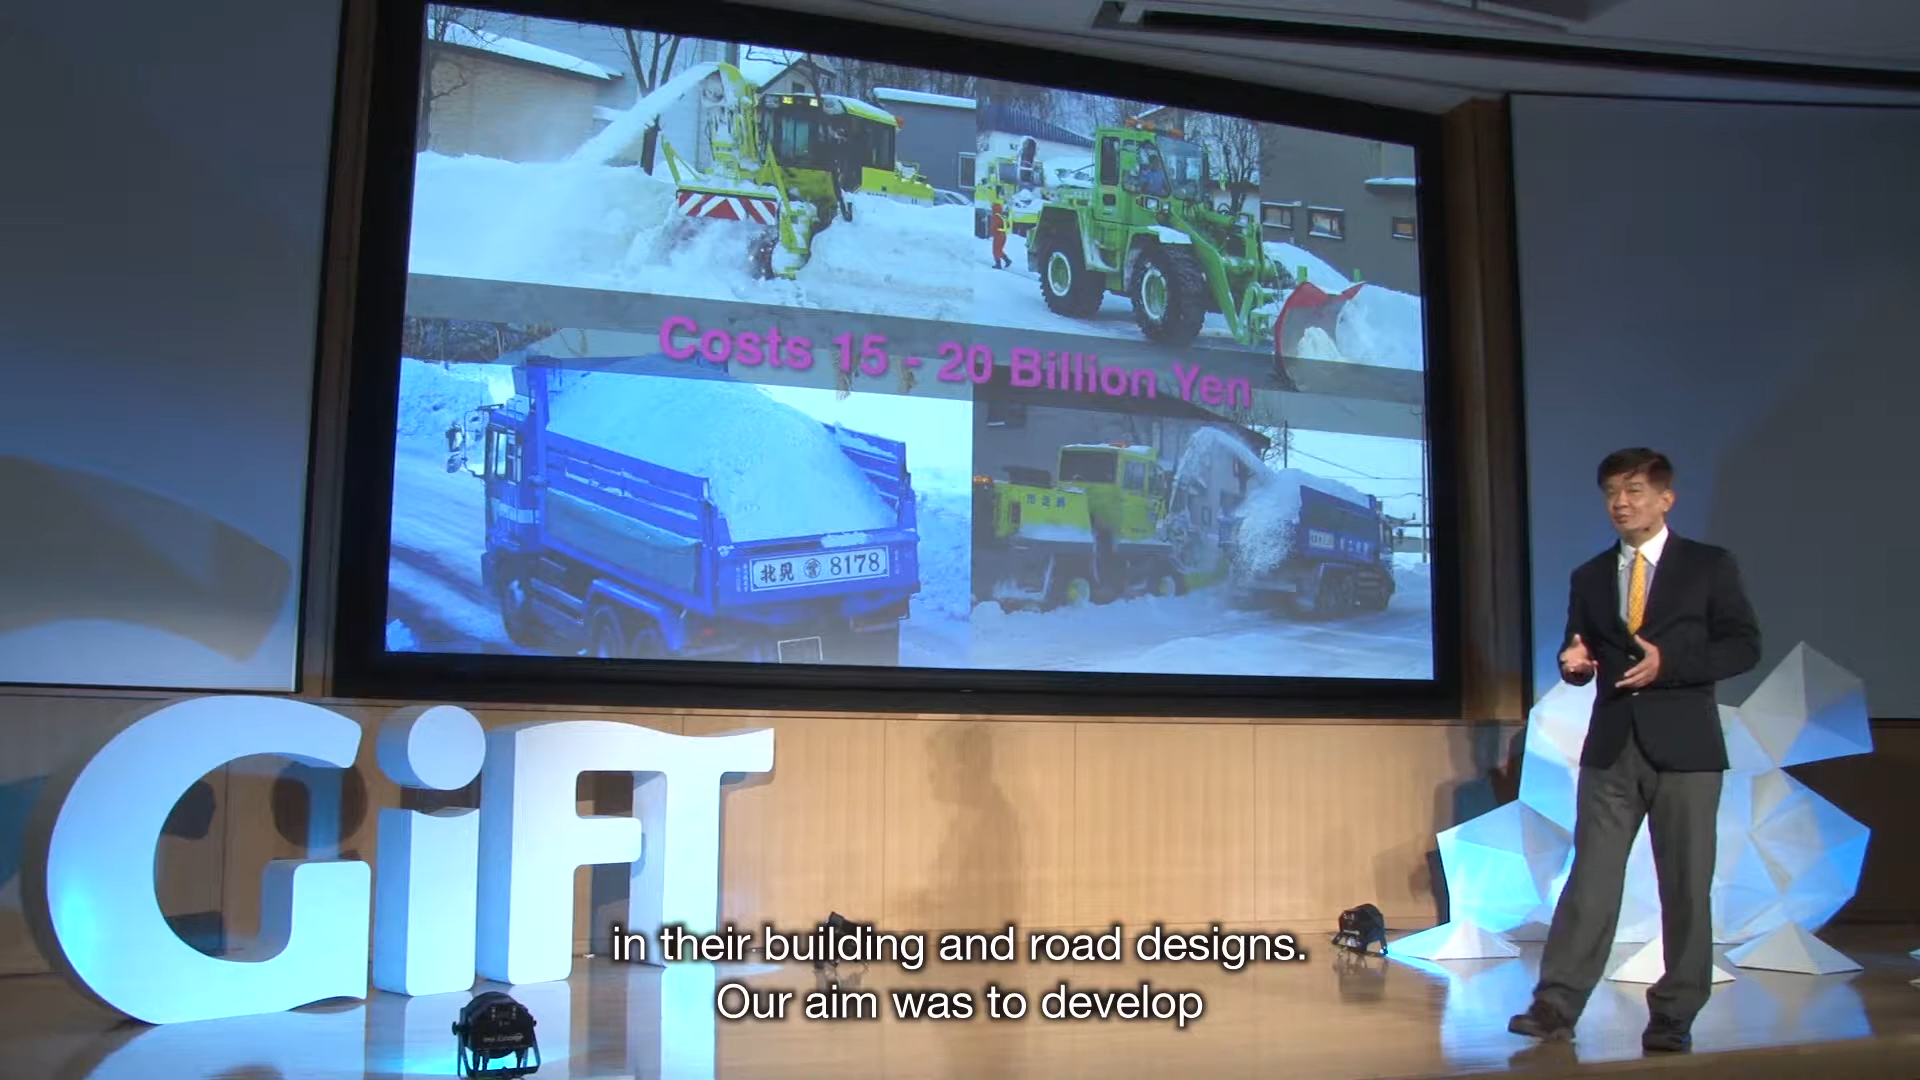 Costs 15 - 20 Billion Yen
北見 8178
GiFT
in their building and road designs.
Our aim was to develop